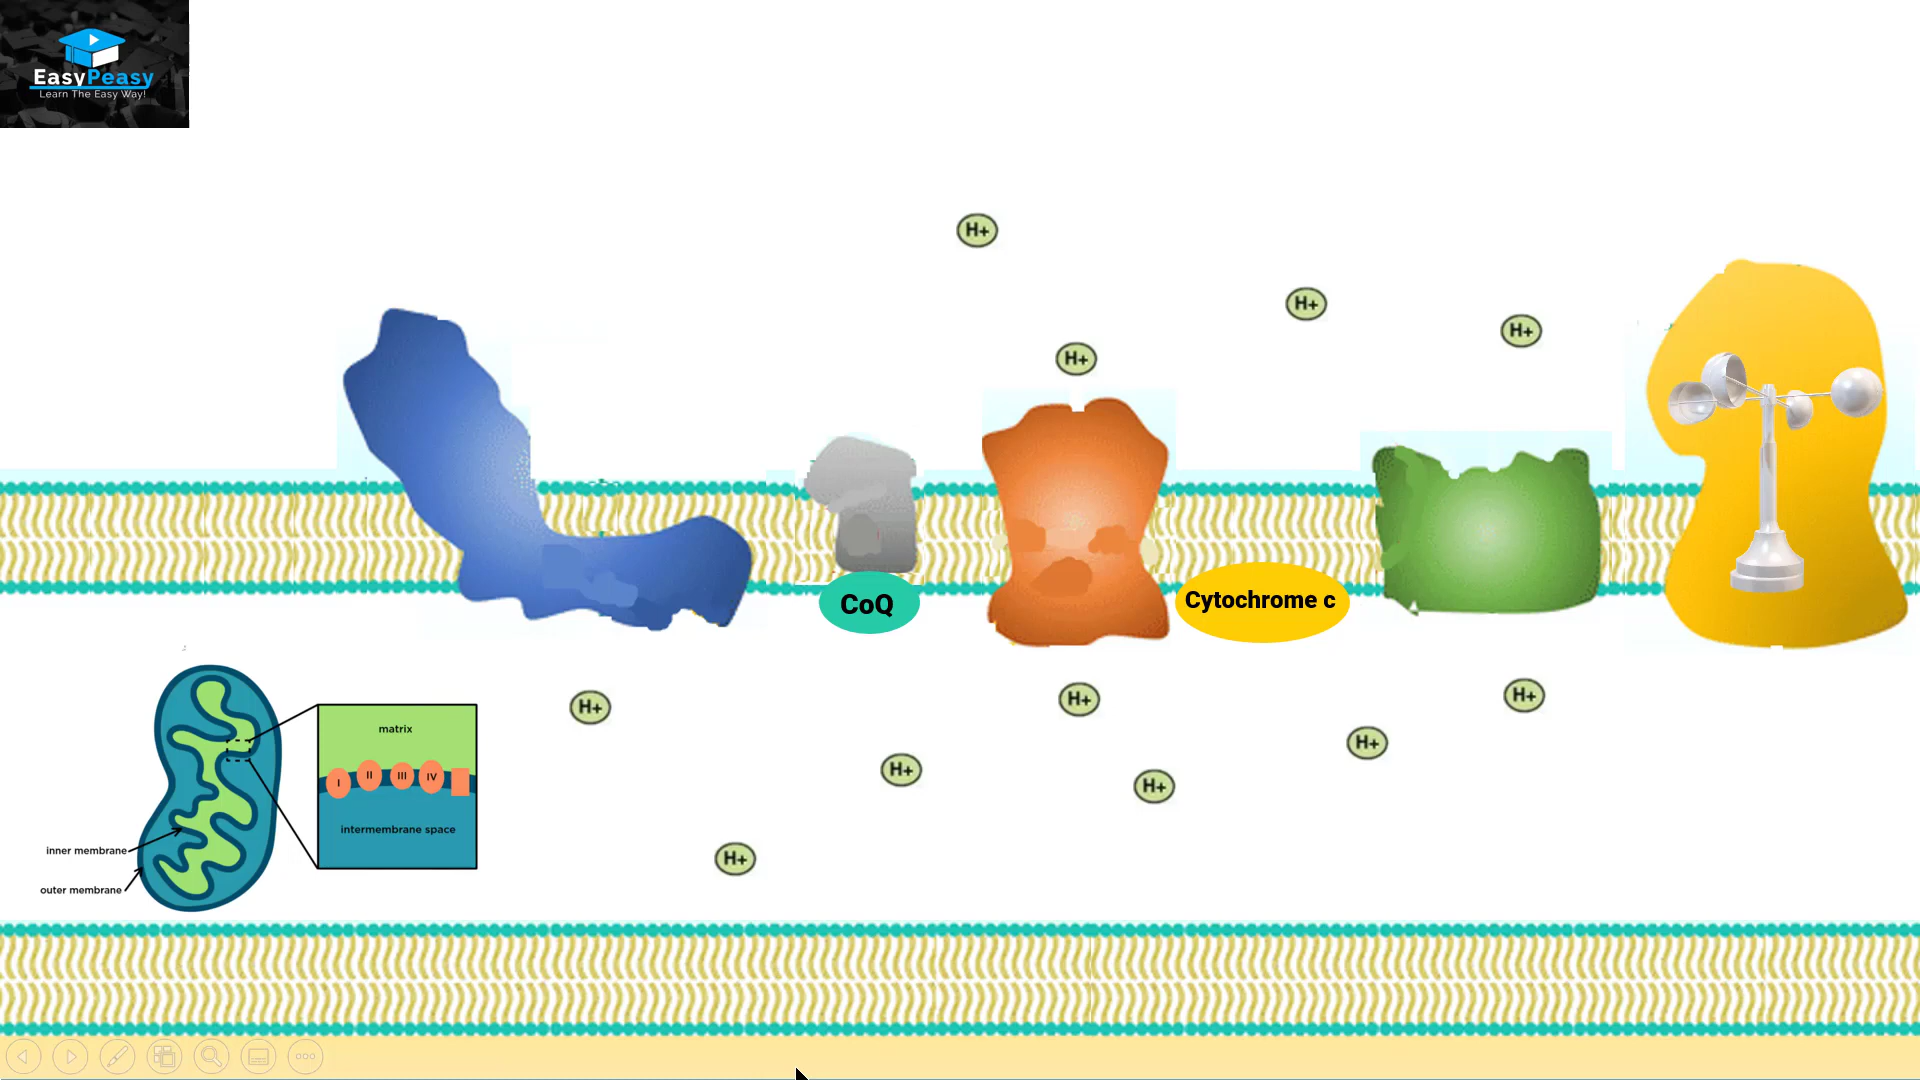 EasyPeasy
Learn The Easy Way!
H+
H+
H+
H+
CoQ
Cytochrome c
H+
H+
H+
H+
H+
H+
H+
matrix
I
II
III
IV
intermembrane space
inner membrane
outer membrane